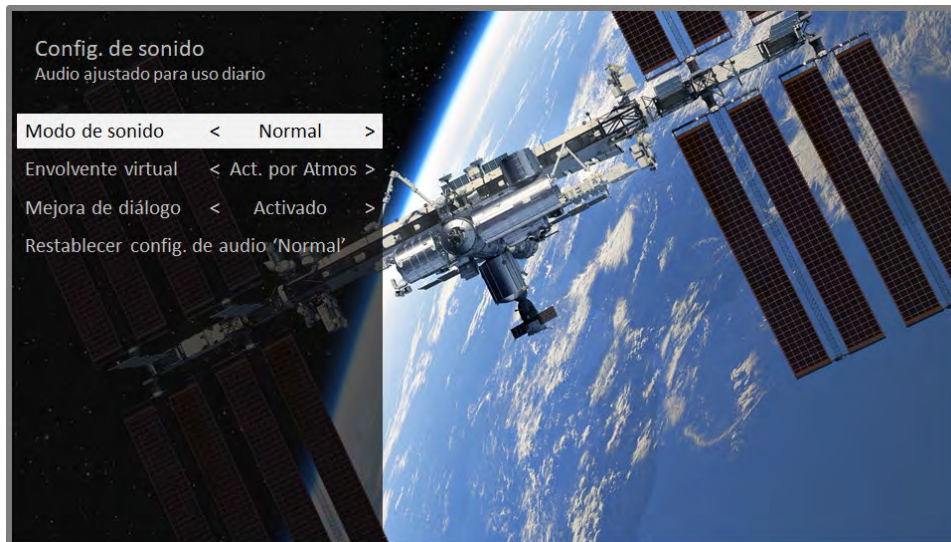 Config. de sonido
Audio ajustado para uso diario
Modo de sonido < Normal >
Envolvente virtual < Act. por Atmos >
Mejora de diálogo < Activado >
Restablecer config. de audio ‘Normal’